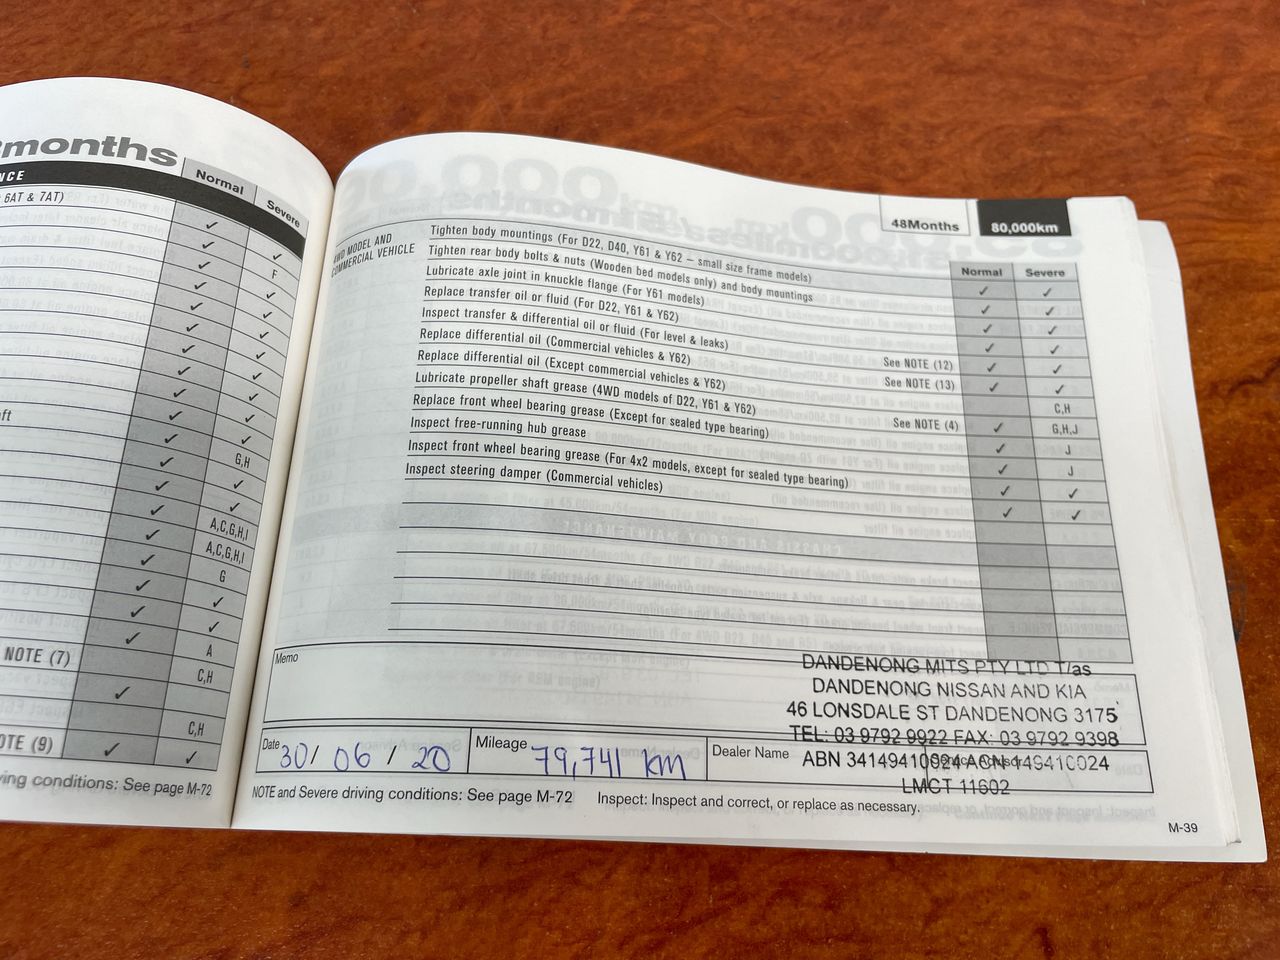 months
Normal
Severe
NCE
6AT & 7AT)
F
G,H
A,C,G,H,I
A,C,G,H,I
G
A
NOTE (7)
C,H
C,H
OTE (9)
ving conditions: See page M-72
48Months 80,000km
Normal Severe
4WD MODEL AND
COMMERCIAL VEHICLE
Tighten body mountings (For D22, D40, Y61 & Y62 – small size frame models) ✓ ✓
Tighten rear body bolts & nuts (Wooden bed models only) and body mountings ✓ ✓
Lubricate axle joint in knuckle flange (For Y61 models) ✓ ✓
Replace transfer oil or fluid (For D22, Y61 & Y62) ✓ ✓
Inspect transfer & differential oil or fluid (For level & leaks)
Replace differential oil (Commercial vehicles & Y62) See NOTE (12)
Replace differential oil (Except commercial vehicles & Y62) See NOTE (13)
Lubricate propeller shaft grease (4WD models of D22, Y61 & Y62)
Replace front wheel bearing grease (Except for sealed type bearing) See NOTE (4)
Inspect free-running hub grease
Inspect front wheel bearing grease (For 4x2 models, except for sealed type bearing)
Inspect steering damper (Commercial vehicles)
C,H
G,H,J
J
J
Memo
DANDENONG MITS PTY LTD T/as
DANDENONG NISSAN AND KIA
46 LONSDALE ST DANDENONG 3175
TEL: 03 9792 9922 FAX: 03 9792 9398
Date 30/06/20 Mileage 79,741 km Dealer Name ABN 34149410024 ACN 149410024
LMCT 11602
NOTE and Severe driving conditions: See page M-72 Inspect: Inspect and correct, or replace as necessary.
M-39